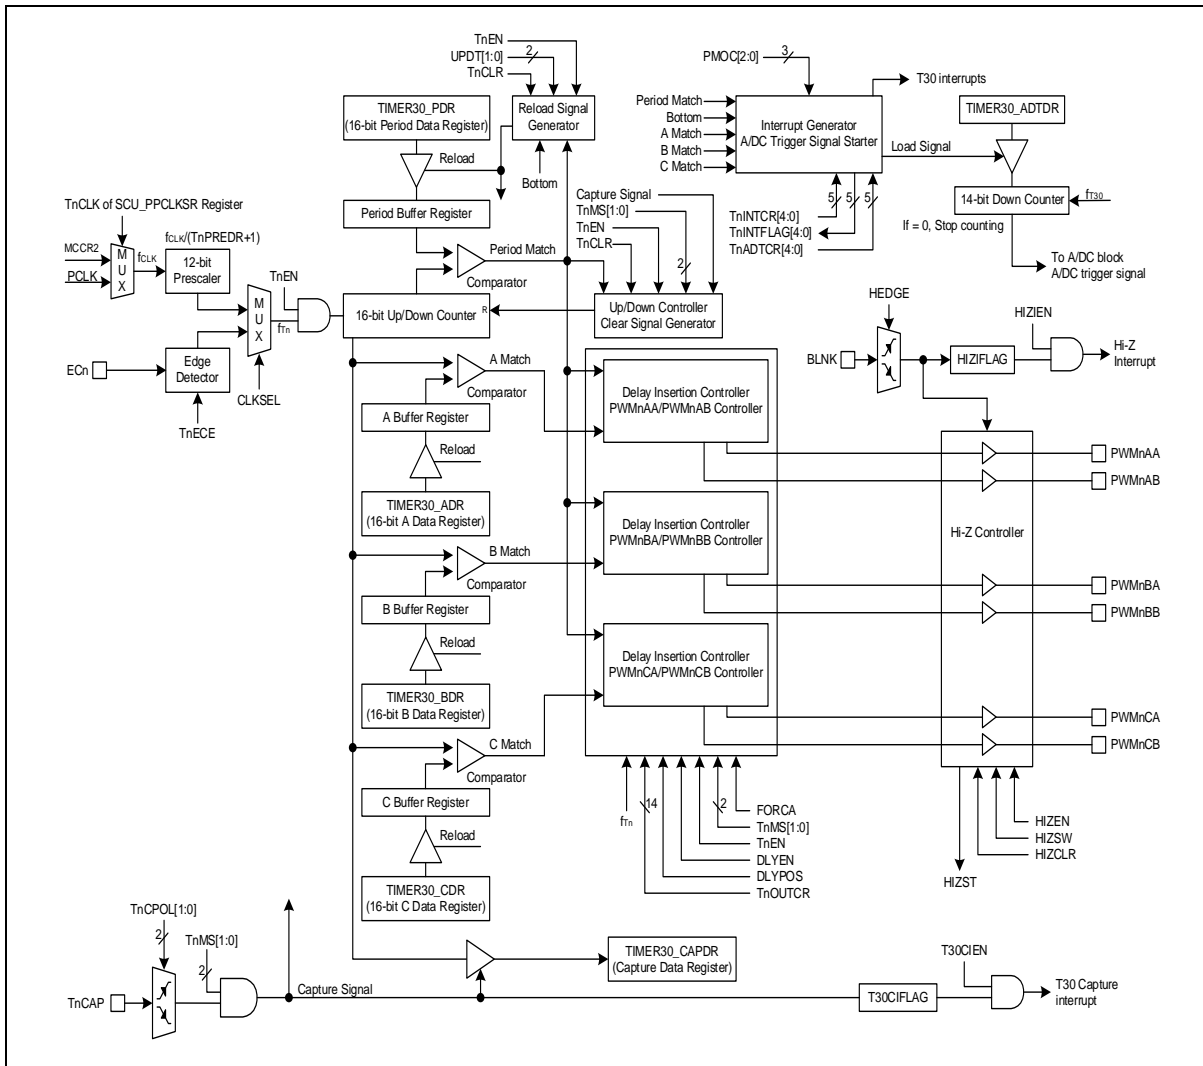 TnEN
UPDT[1:0]
2
TnCLR
PMOC[2:0]
3
T30 interrupts
TIMER30_PDR
(16-bit Period Data Register)
Reload Signal
Generator
Period Match
Bottom
A Match
B Match
C Match
Interrupt Generator
A/DC Trigger Signal Starter
TIMER30_ADTDR
Load Signal
Reload
Bottom
TnCLK of SCU_PPCLKSR Register
Period Buffer Register
Capture Signal
TnMS[1:0]
TnEN
TnCLR
2
5
5
5
TnINTCR[4:0]
TnINTFLAG[4:0]
TnADTCR[4:0]
14-bit Down Counter
fT30
If = 0, Stop counting
fCLK/(TnPREDR+1)
MCCR2
PCLK
MUX
fCLK
12-bit
Prescaler
Period Match
Comparator
To A/DC block
A/DC trigger signal
TnEN
MUX
fTn
16-bit Up/Down Counter
R
Up/Down Controller
Clear Signal Generator
HEDGE
HIZIEN
ECn
Edge
Detector
CLKSEL
TnECE
BLNK
HIZIFLAG
Hi-Z
Interrupt
A Match
Comparator
A Buffer Register
Reload
TIMER30_ADR
(16-bit A Data Register)
Delay Insertion Controller
PWMnAA/PWMnAB Controller
PWMnAA
PWMnAB
B Match
Comparator
B Buffer Register
Reload
TIMER30_BDR
(16-bit B Data Register)
Delay Insertion Controller
PWMnBA/PWMnBB Controller
Hi-Z Controller
PWMnBA
PWMnBB
C Match
Comparator
C Buffer Register
Reload
TIMER30_CDR
(16-bit C Data Register)
Delay Insertion Controller
PWMnCA/PWMnCB Controller
PWMnCA
PWMnCB
fTn
14
2
FORCA
TnMS[1:0]
TnEN
DLYEN
DLYPOS
TnOUTCR
HIZEN
HIZSW
HIZCLR
HIZST
TnCPOL[1:0]
2
TnMS[1:0]
2
TnCAP
Capture Signal
TIMER30_CAPDR
(Capture Data Register)
T30CIEN
T30CIFLAG
T30 Capture
interrupt